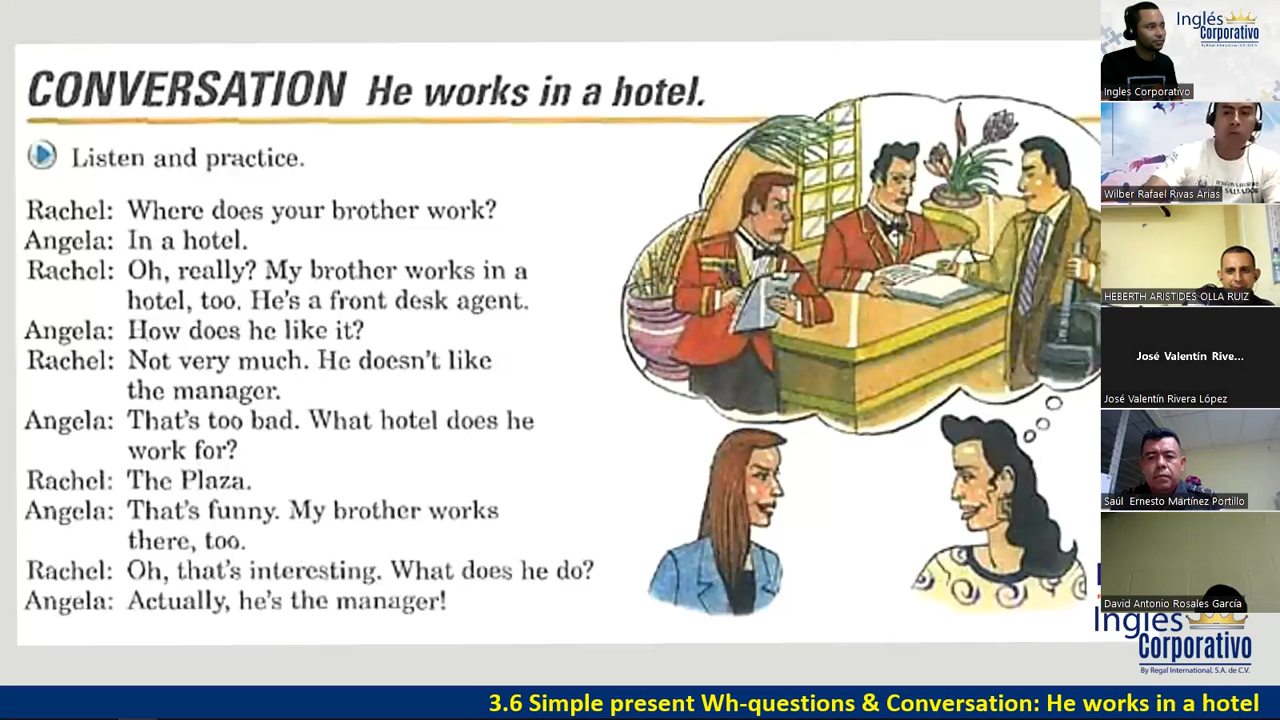 CONVERSATION He works in a hotel.
Listen and practice.
Rachel: Where does your brother work?
Angela: In a hotel.
Rachel: Oh, really? My brother works in a
hotel, too. He's a front desk agent.
Angela: How does he like it?
Rachel: Not very much. He doesn't like
the manager.
Angela: That's too bad. What hotel does he
work for?
Rachel: The Plaza.
Angela: That's funny. My brother works
there, too.
Rachel: Oh, that's interesting. What does he do?
Angela: Actually, he's the manager!
Inglés
Corporativo
By Regal International, S.A. de C.V.
Ingles Corporativo
Wilber Rafael Rivas Arias
SALVADOR
HEBERTH ARISTIDES OLLA RUIZ
José Valentín Rive...
José Valentín Rivera López
Saúl Ernesto Martínez Portillo
David Antonio Rosales García
Inglés
Corporativo
By Regal International, S.A. de C.V.
3.6 Simple present Wh-questions & Conversation: He works in a hotel